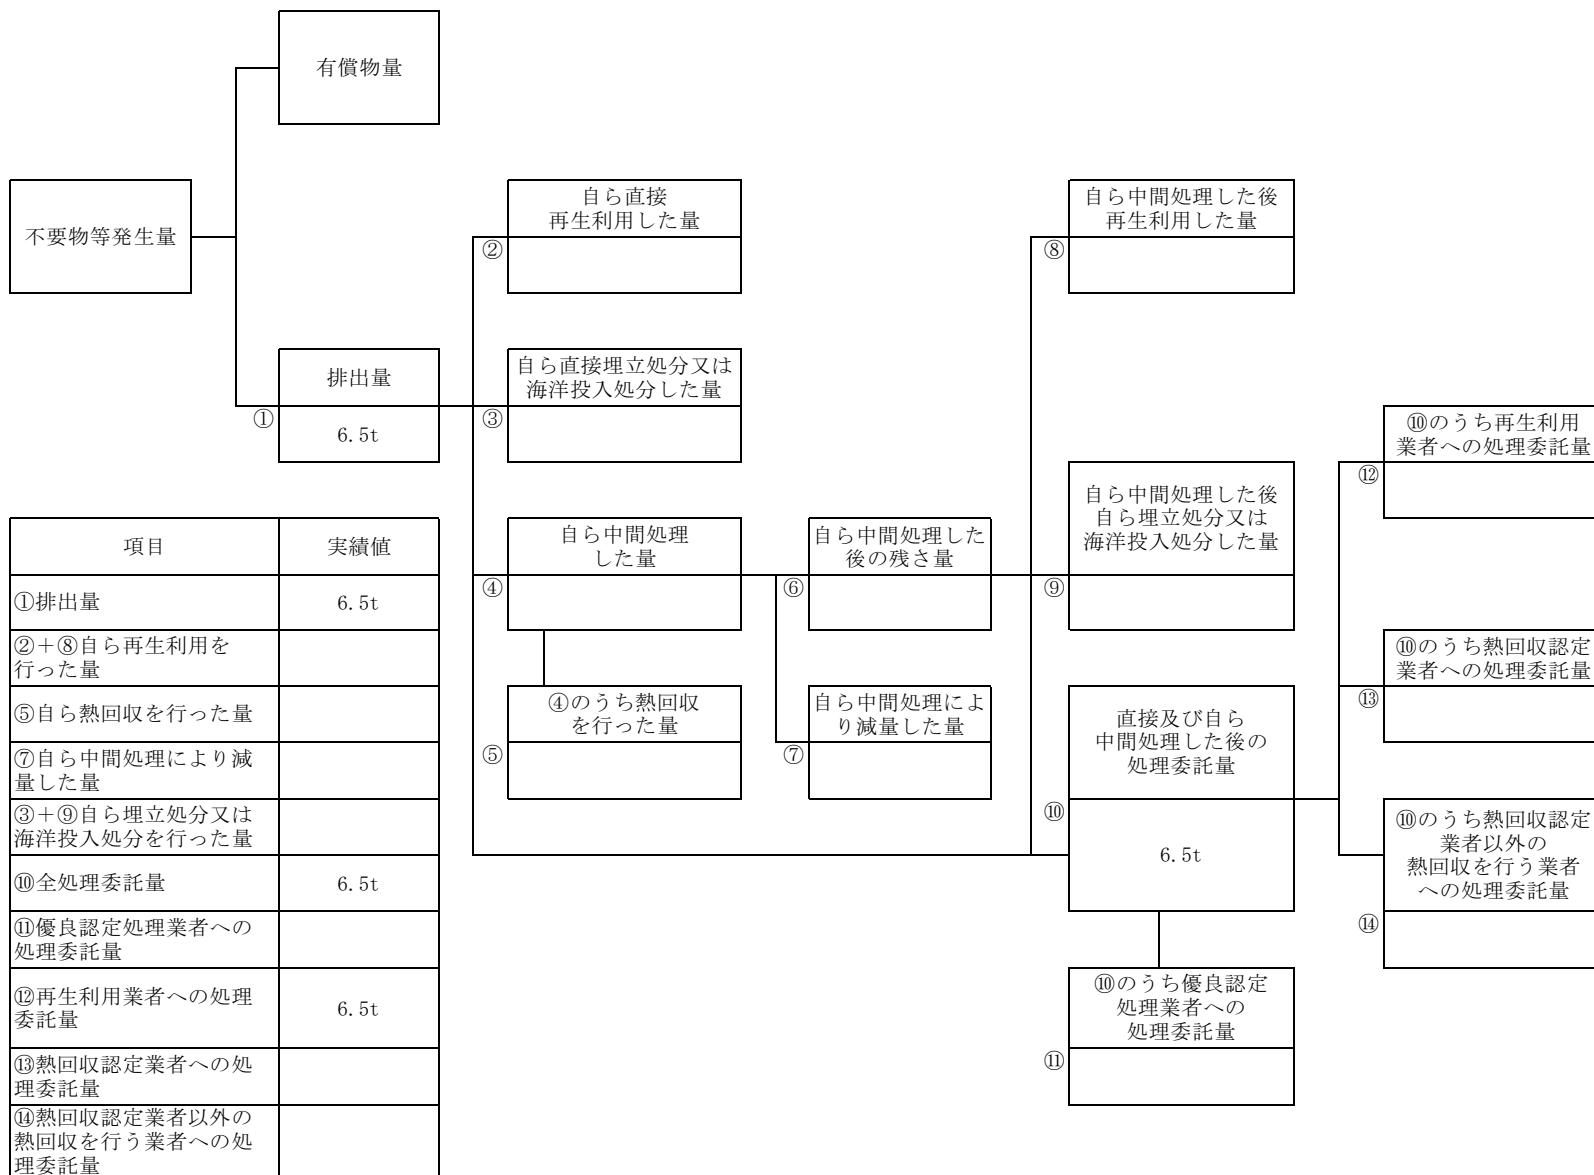 有償物量
不要物等発生量
自ら直接
再生利用した量
②
自ら中間処理した後
再生利用した量
⑧
排出量
①
6.5t
自ら直接埋立処分又は
海洋投入処分した量
③
⑩のうち再生利用
業者への処理委託量
⑫
自ら中間処理
した量
④
自ら中間処理した
後の残さ量
⑥
自ら中間処理した後
自ら埋立処分又は
海洋投入処分した量
⑨
④のうち熱回収
を行った量
⑤
自ら中間処理によ
り減量した量
⑦
直接及び自ら
中間処理した後の
処理委託量
⑩
6.5t
⑩のうち熱回収認定
業者への処理委託量
⑬
⑩のうち熱回収認定
業者以外の
熱回収を行う業者
への処理委託量
⑭
⑩のうち優良認定
処理業者への
処理委託量
⑪
項目 実績値
①排出量 6.5t
②＋⑧自ら再生利用を
行った量
⑤自ら熱回収を行った量
⑦自ら中間処理により減
量した量
③＋⑨自ら埋立処分又は
海洋投入処分を行った量
⑩全処理委託量 6.5t
⑪優良認定処理業者への
処理委託量
⑫再生利用業者への処理
委託量 6.5t
⑬熱回収認定業者への処
理委託量
⑭熱回収認定業者以外の
熱回収を行う業者への処
理委託量